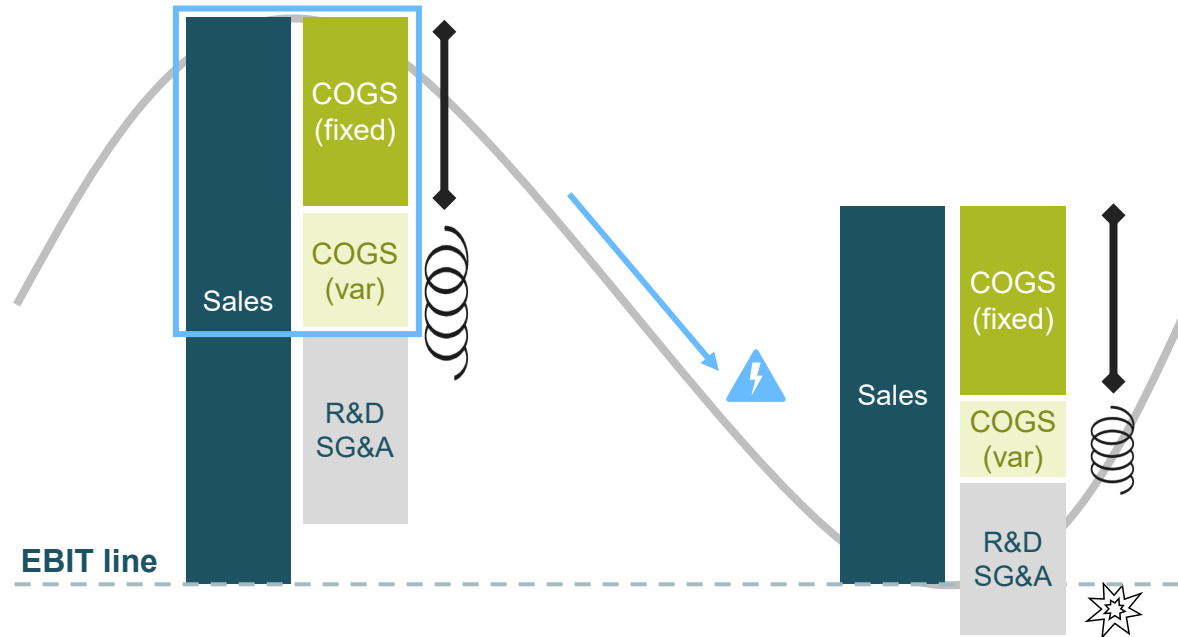 COGS
(fixed)
COGS
(var)
Sales
R&D
SG&A
COGS
(fixed)
Sales
COGS
(var)
R&D
SG&A
EBIT line